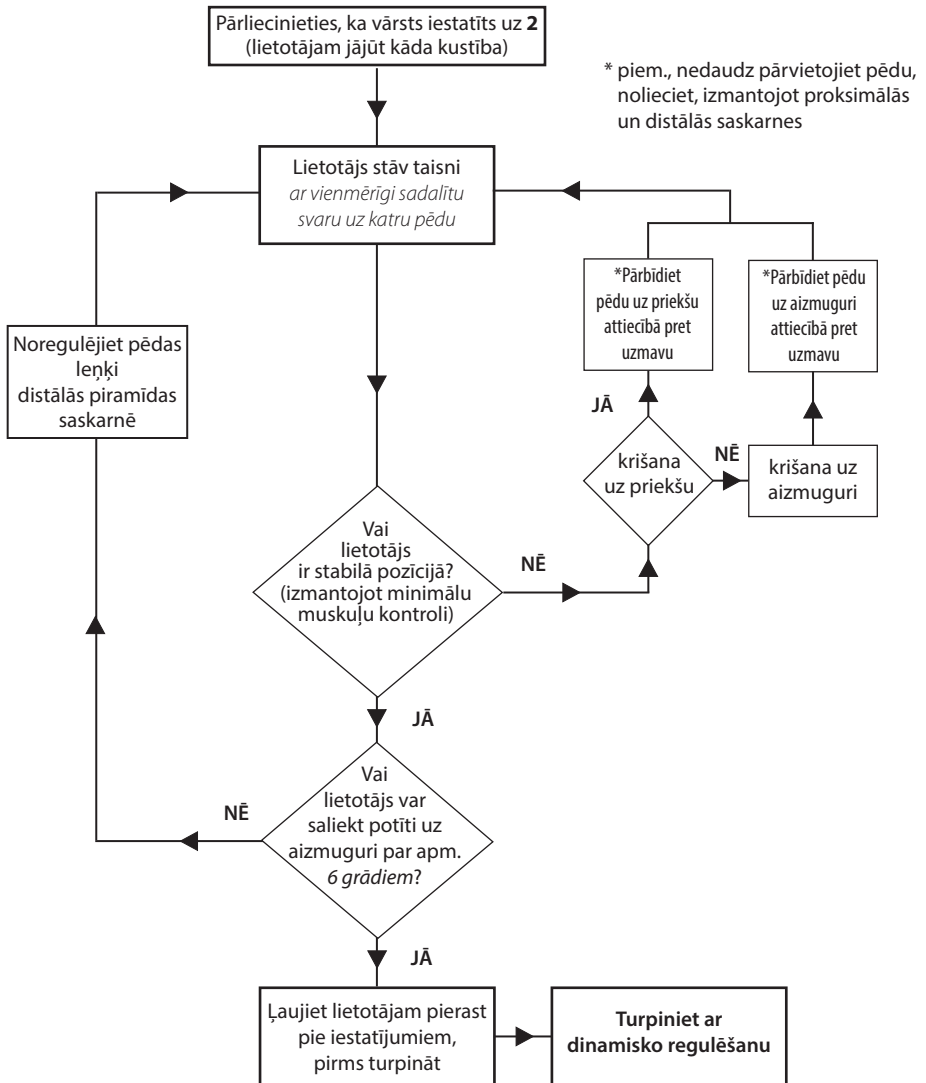 Pārliecinieties, ka vārsts iestatīts uz 2
(lietotājam jājūt kāda kustība)
* piem., nedaudz pārvietojiet pēdu,
nolieciet, izmantojot proksimālās
un distālās saskarnes
Lietotājs stāv taisni
ar vienmērīgi sadalītu
svaru uz katru pēdu
*Pārbīdiet
pēdu uz priekšu
attiecībā pret
uzmavu
*Pārbīdiet pēdu
uz aizmuguri
attiecībā pret
uzmavu
Noregulējiet pēdas
leņķi
distālās piramīdas
saskarnē
JĀ
krišana
uz priekšu
NĒ
krišana uz
aizmuguri
Vai
lietotājs
ir stabilā pozīcijā?
(izmantojot minimālu
muskuļu kontroli)
NĒ
JĀ
Vai
lietotājs var
saliekt potīti uz
aizmuguri par apm.
6 grādiem?
NĒ
JĀ
Ļaujiet lietotājam pierast
pie iestatījumiem,
pirms turpināt
Turpiniet ar
dinamisko regulēšanu